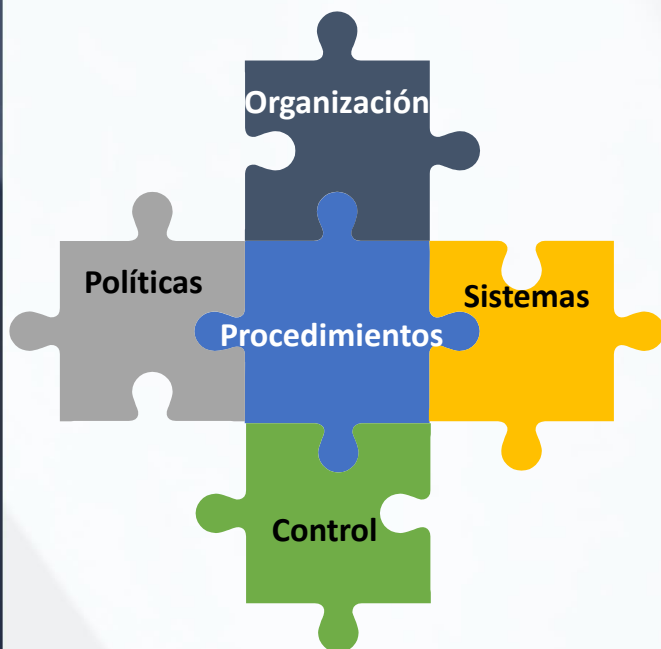 Organización
Políticas
Sistemas
Procedimientos
Control